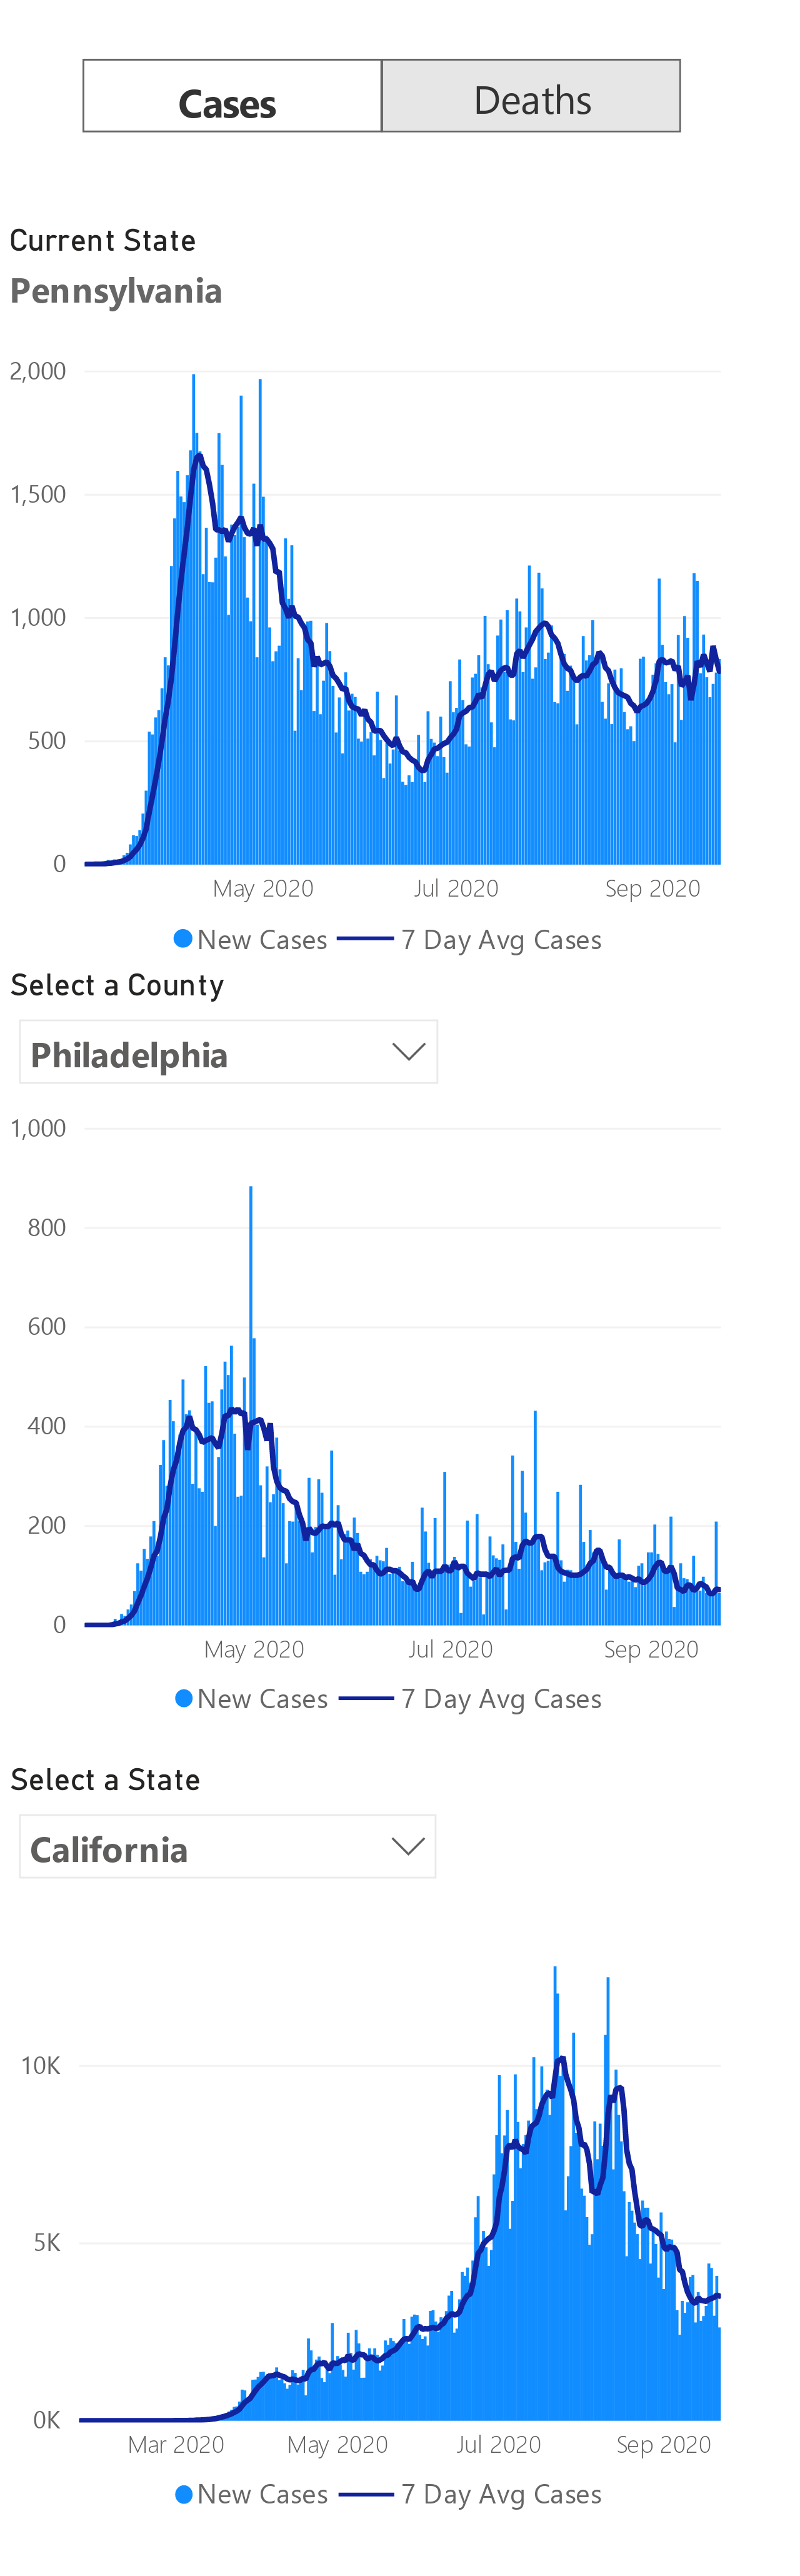 Cases Deaths
Current State
Pennsylvania
2,000
1,500
1,000
500
0
May 2020 Jul 2020 Sep 2020
New Cases 7 Day Avg Cases
Select a County
Philadelphia
1,000
800
600
400
200
0
May 2020 Jul 2020 Sep 2020
New Cases 7 Day Avg Cases
Select a State
California
10K
5K
0K
Mar 2020 May 2020 Jul 2020 Sep 2020
New Cases 7 Day Avg Cases